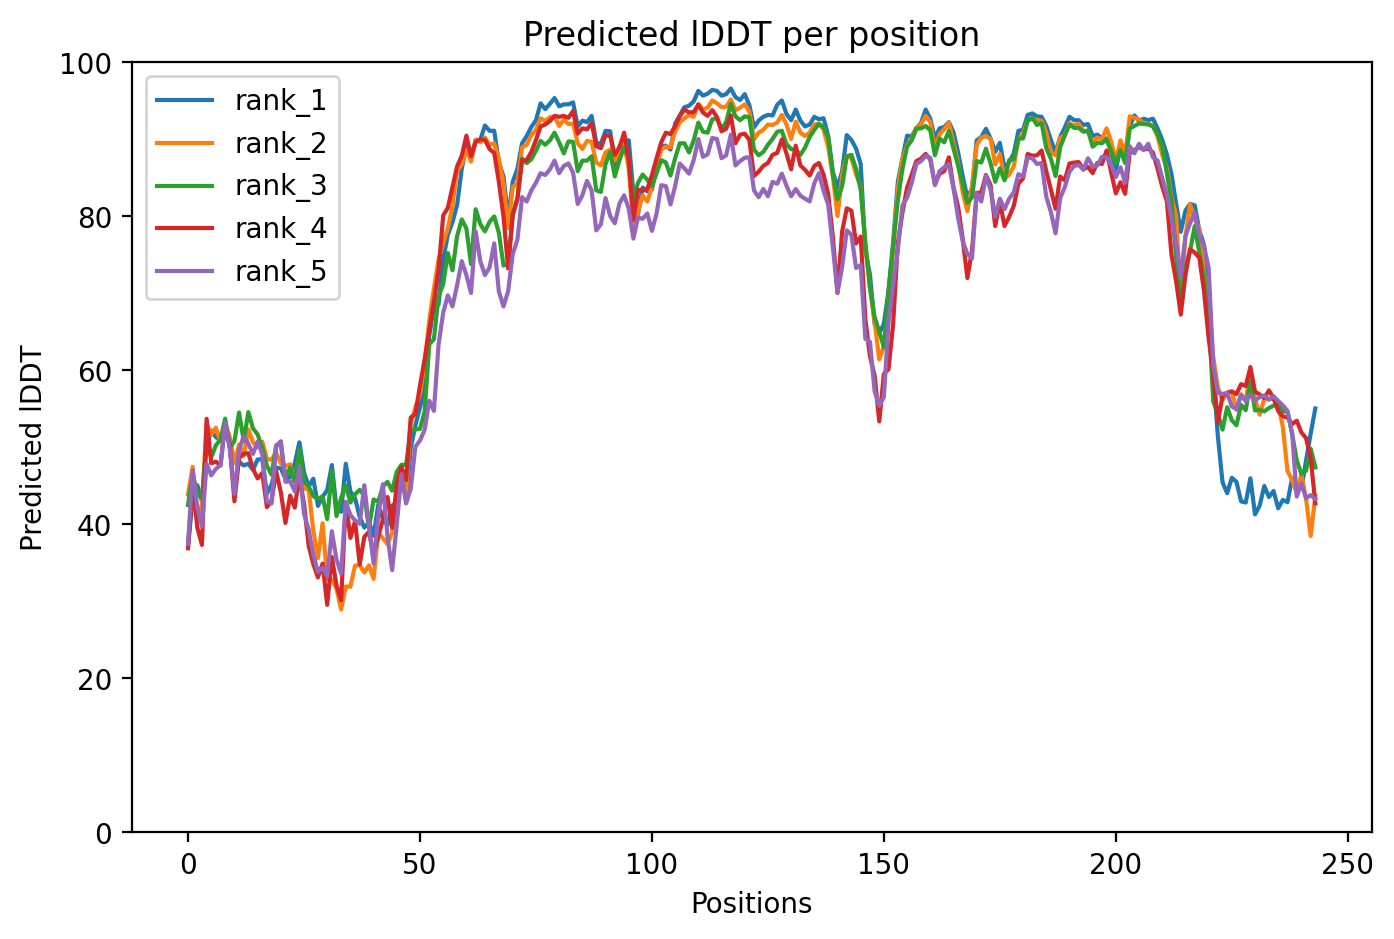 Predicted lDDT per position
100
80
60
40
20
0
Predicted lDDT
rank_1
rank_2
rank_3
rank_4
rank_5
0 50 100 150 200 250
Positions